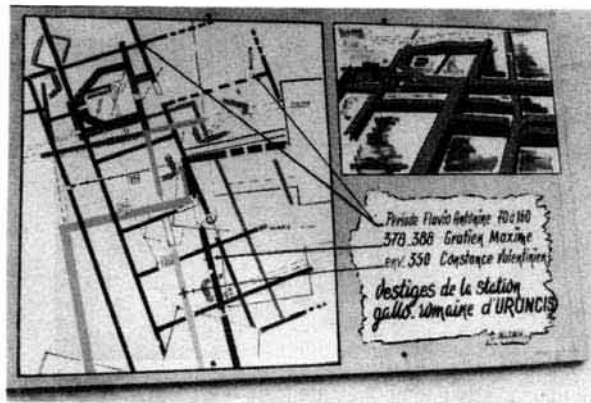 Période Flavio Antonine 70 à 160
378.388 Gratien Maxime
env. 350 Constance Valentinien
Vestiges de la station
gallo. romaine d'URUNCIS